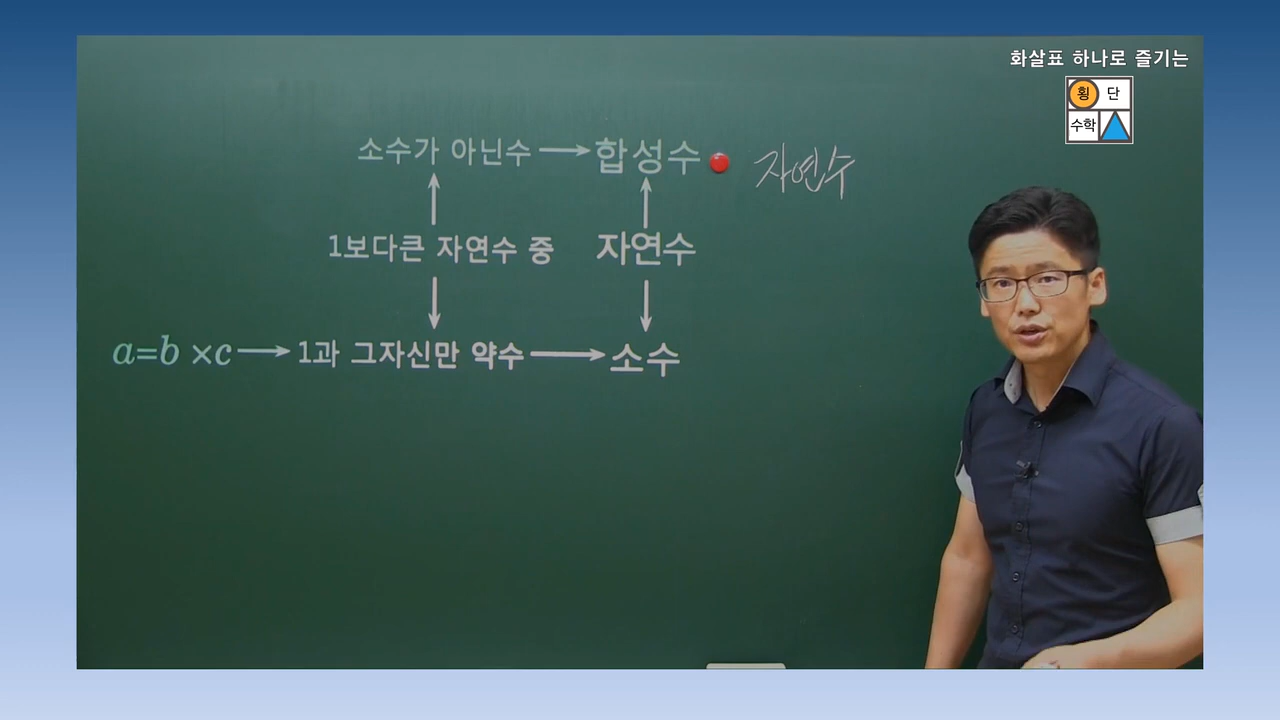 화살표 하나로 즐기는
횡 단
수학
소수가 아닌수 → 합성수 자연수
1보다큰 자연수 중 자연수
a=b ×c → 1과 그자신만 약수 → 소수